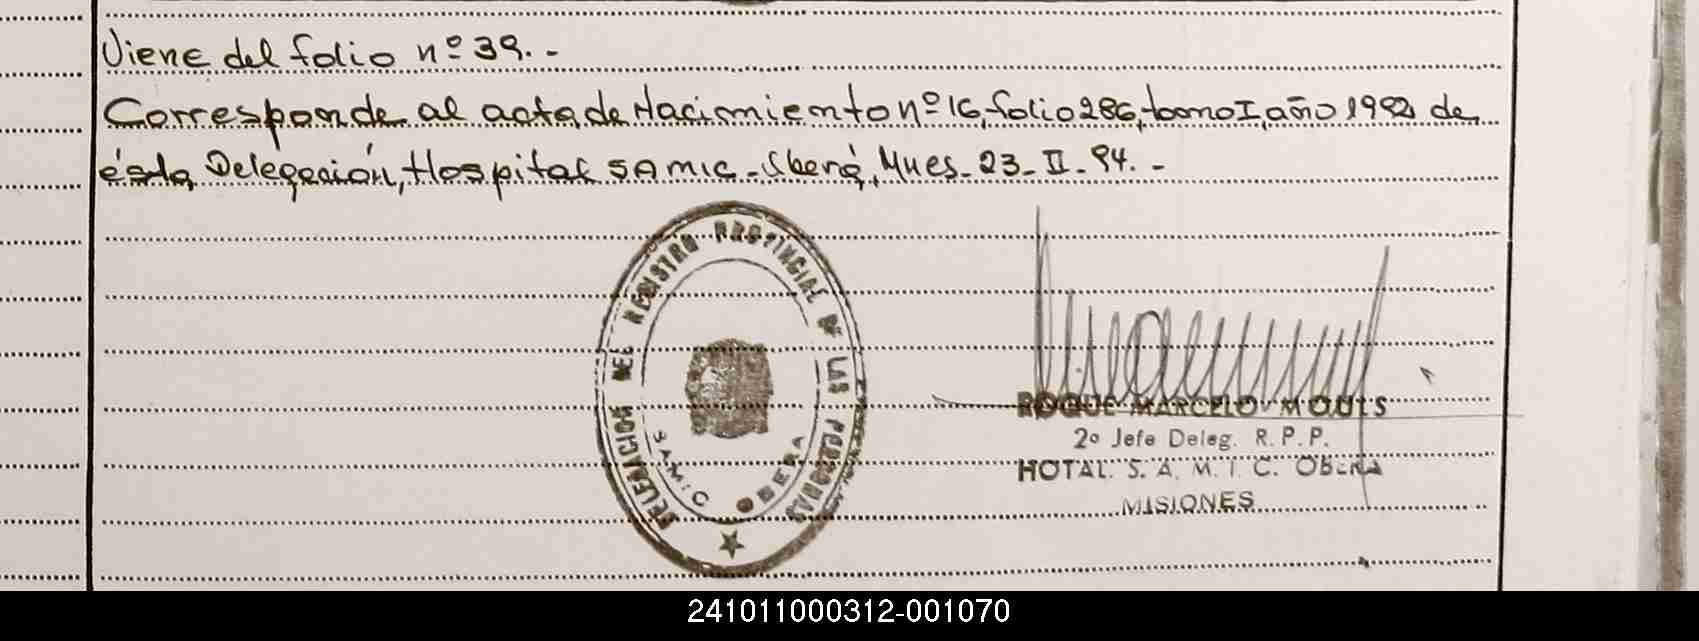 Viene del folio nº 39.-
Corresponde al acta de Nacimiento nº 16, folio 286, tomo I, año 1992 de
ésta Delegación, Hospital SAMIC - Oberá, Mnes. 23 - II - 94.-
DELEGACION DEL REGISTRO PROVINCIAL DE LAS PERSONAS
SAMIC OBERA
ROQUE MARCELO MOUIS
2º Jefe Deleg. R. P. P.
HOTAL. S. A. M. I. C. OBERA
MISIONES
241011000312-001070